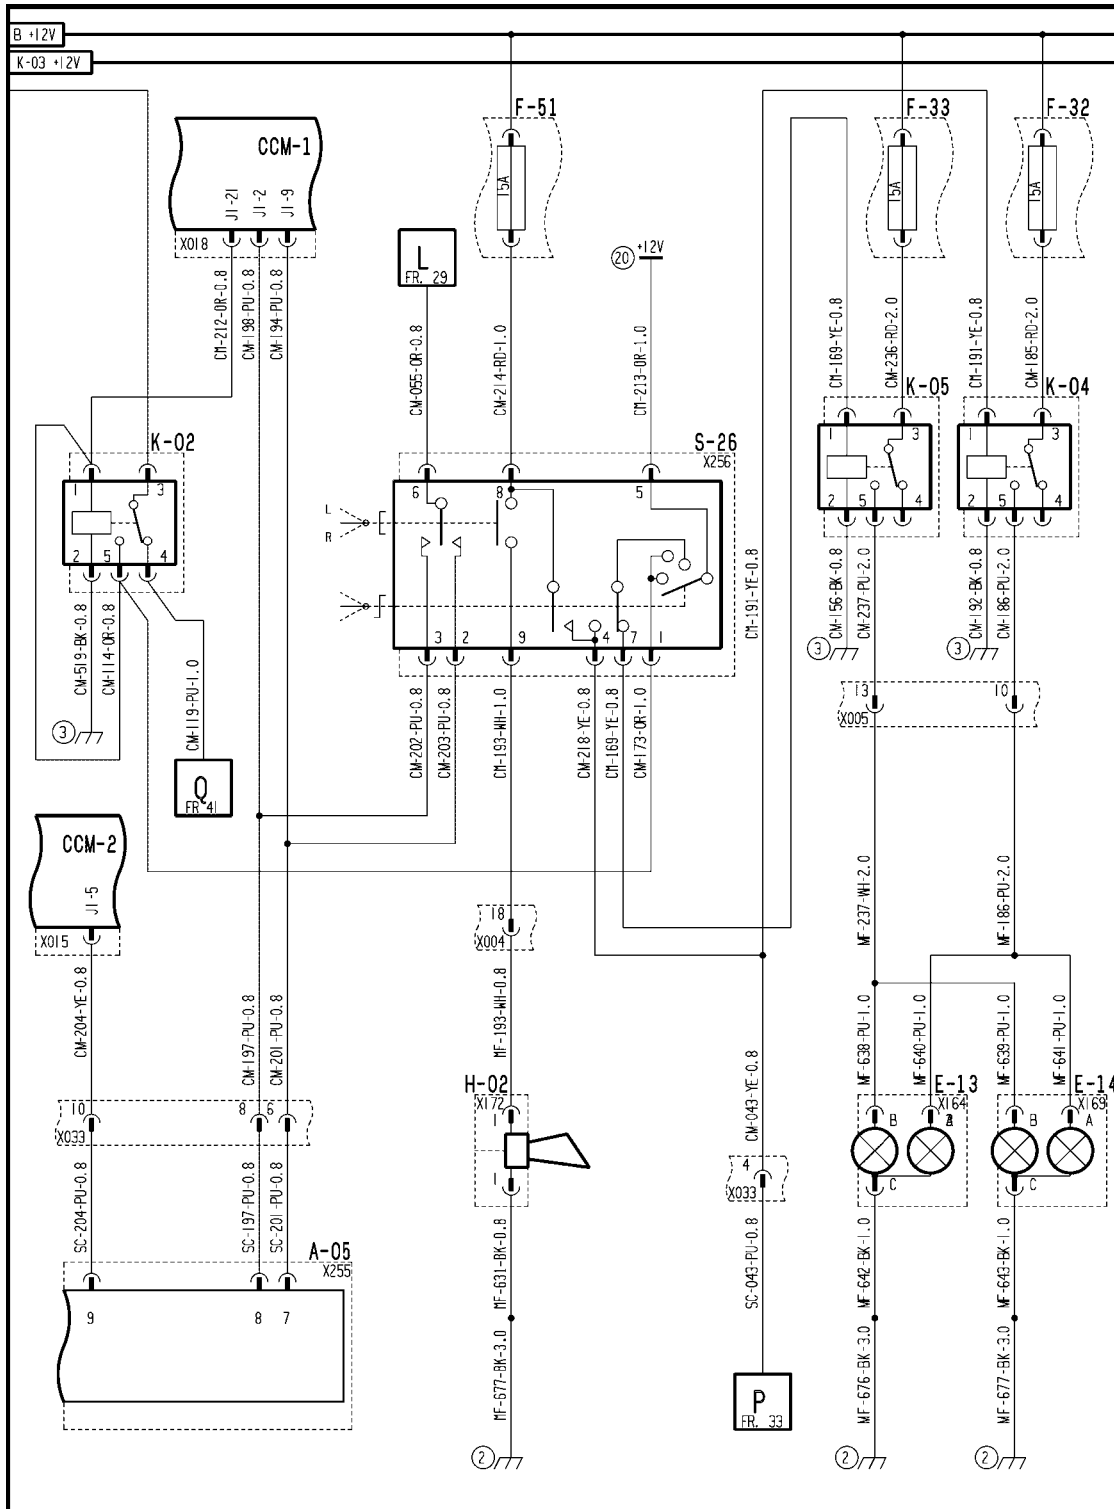 B +12V
K-03 +12V
F-51
F-33
F-32
CCM-1
J1-21
J1-2
J1-9
X018
15A
15A
15A
L
FR. 29
20
+12V
CM-212-OR-0.8
CM-198-PU-0.8
CM-194-PU-0.8
CM-055-OR-0.8
CM-214-RD-1.0
CM-213-OR-1.0
CM-169-YE-0.8
CM-236-RD-2.0
CM-191-YE-0.8
CM-185-RD-2.0
K-02
S-26
X256
K-05
K-04
1
3
6
8
5
1
3
1
3
L
R
2
5
4
2
5
4
2
5
4
3
2
9
4
7
1
CM-519-BK-0.8
CM-114-OR-0.8
CM-119-PU-1.0
CM-191-YE-0.8
CM-156-BK-0.8
CM-237-PU-2.0
CM-192-BK-0.8
CM-186-PU-2.0
3
3
3
CM-202-PU-0.8
CM-203-PU-0.8
CM-193-WH-1.0
CM-218-YE-0.8
CM-169-YE-0.8
CM-173-OR-1.0
13
10
X005
Q
FR 41
CCM-2
J1-5
X015
18
X004
MF-237-WH-2.0
MF-186-PU-2.0
CM-204-YE-0.8
CM-197-PU-0.8
CM-201-PU-0.8
MF-193-WH-0.8
CM-043-YE-0.8
MF-638-PU-1.0
MF-640-PU-1.0
MF-639-PU-1.0
MF-641-PU-1.0
H-02
X172
E-13
X164
E-14
X169
10
8
6
X033
1
1
B
C
B
A
C
4
X033
SC-204-PU-0.8
SC-197-PU-0.8
SC-201-PU-0.8
MF-631-BK-0.8
SC-043-PU-0.8
MF-642-BK-1.0
MF-643-BK-1.0
A-05
X255
9
8
7
MF-677-BK-3.0
MF-676-BK-3.0
MF-677-BK-3.0
P
FR. 33
2
2
2